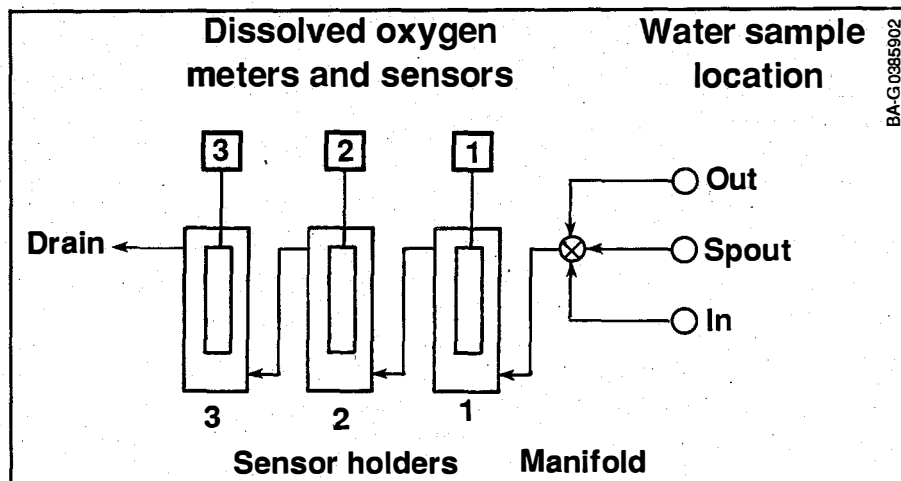 Dissolved oxygen
meters and sensors
Water sample
location
BA-G0385902
3
2
1
Out
Drain
Spout
In
3
2
1
Sensor holders
Manifold